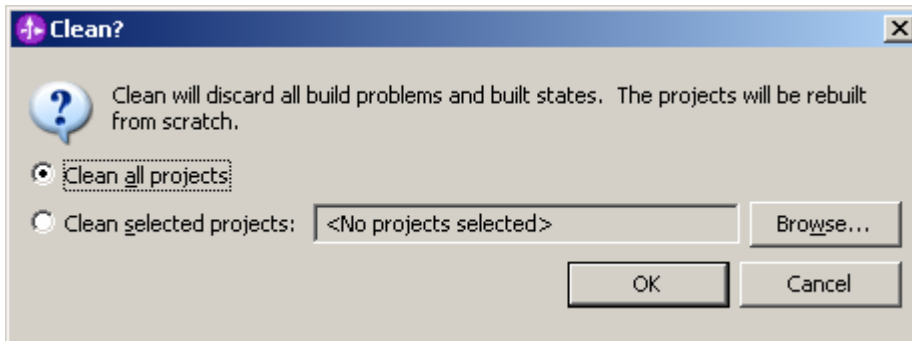 Clean?
Clean will discard all build problems and built states. The projects will be rebuilt
from scratch.
Clean all projects
Clean selected projects: <No projects selected> Browse...
OK Cancel